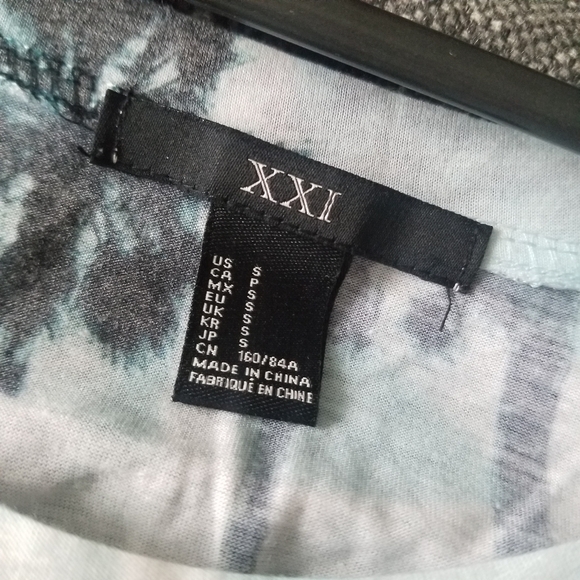 XXI
US S
CA P
MX S
EU S
UK S
KR S
JP S
CN 160/84A
MADE IN CHINA
FABRIQUÉ EN CHINE